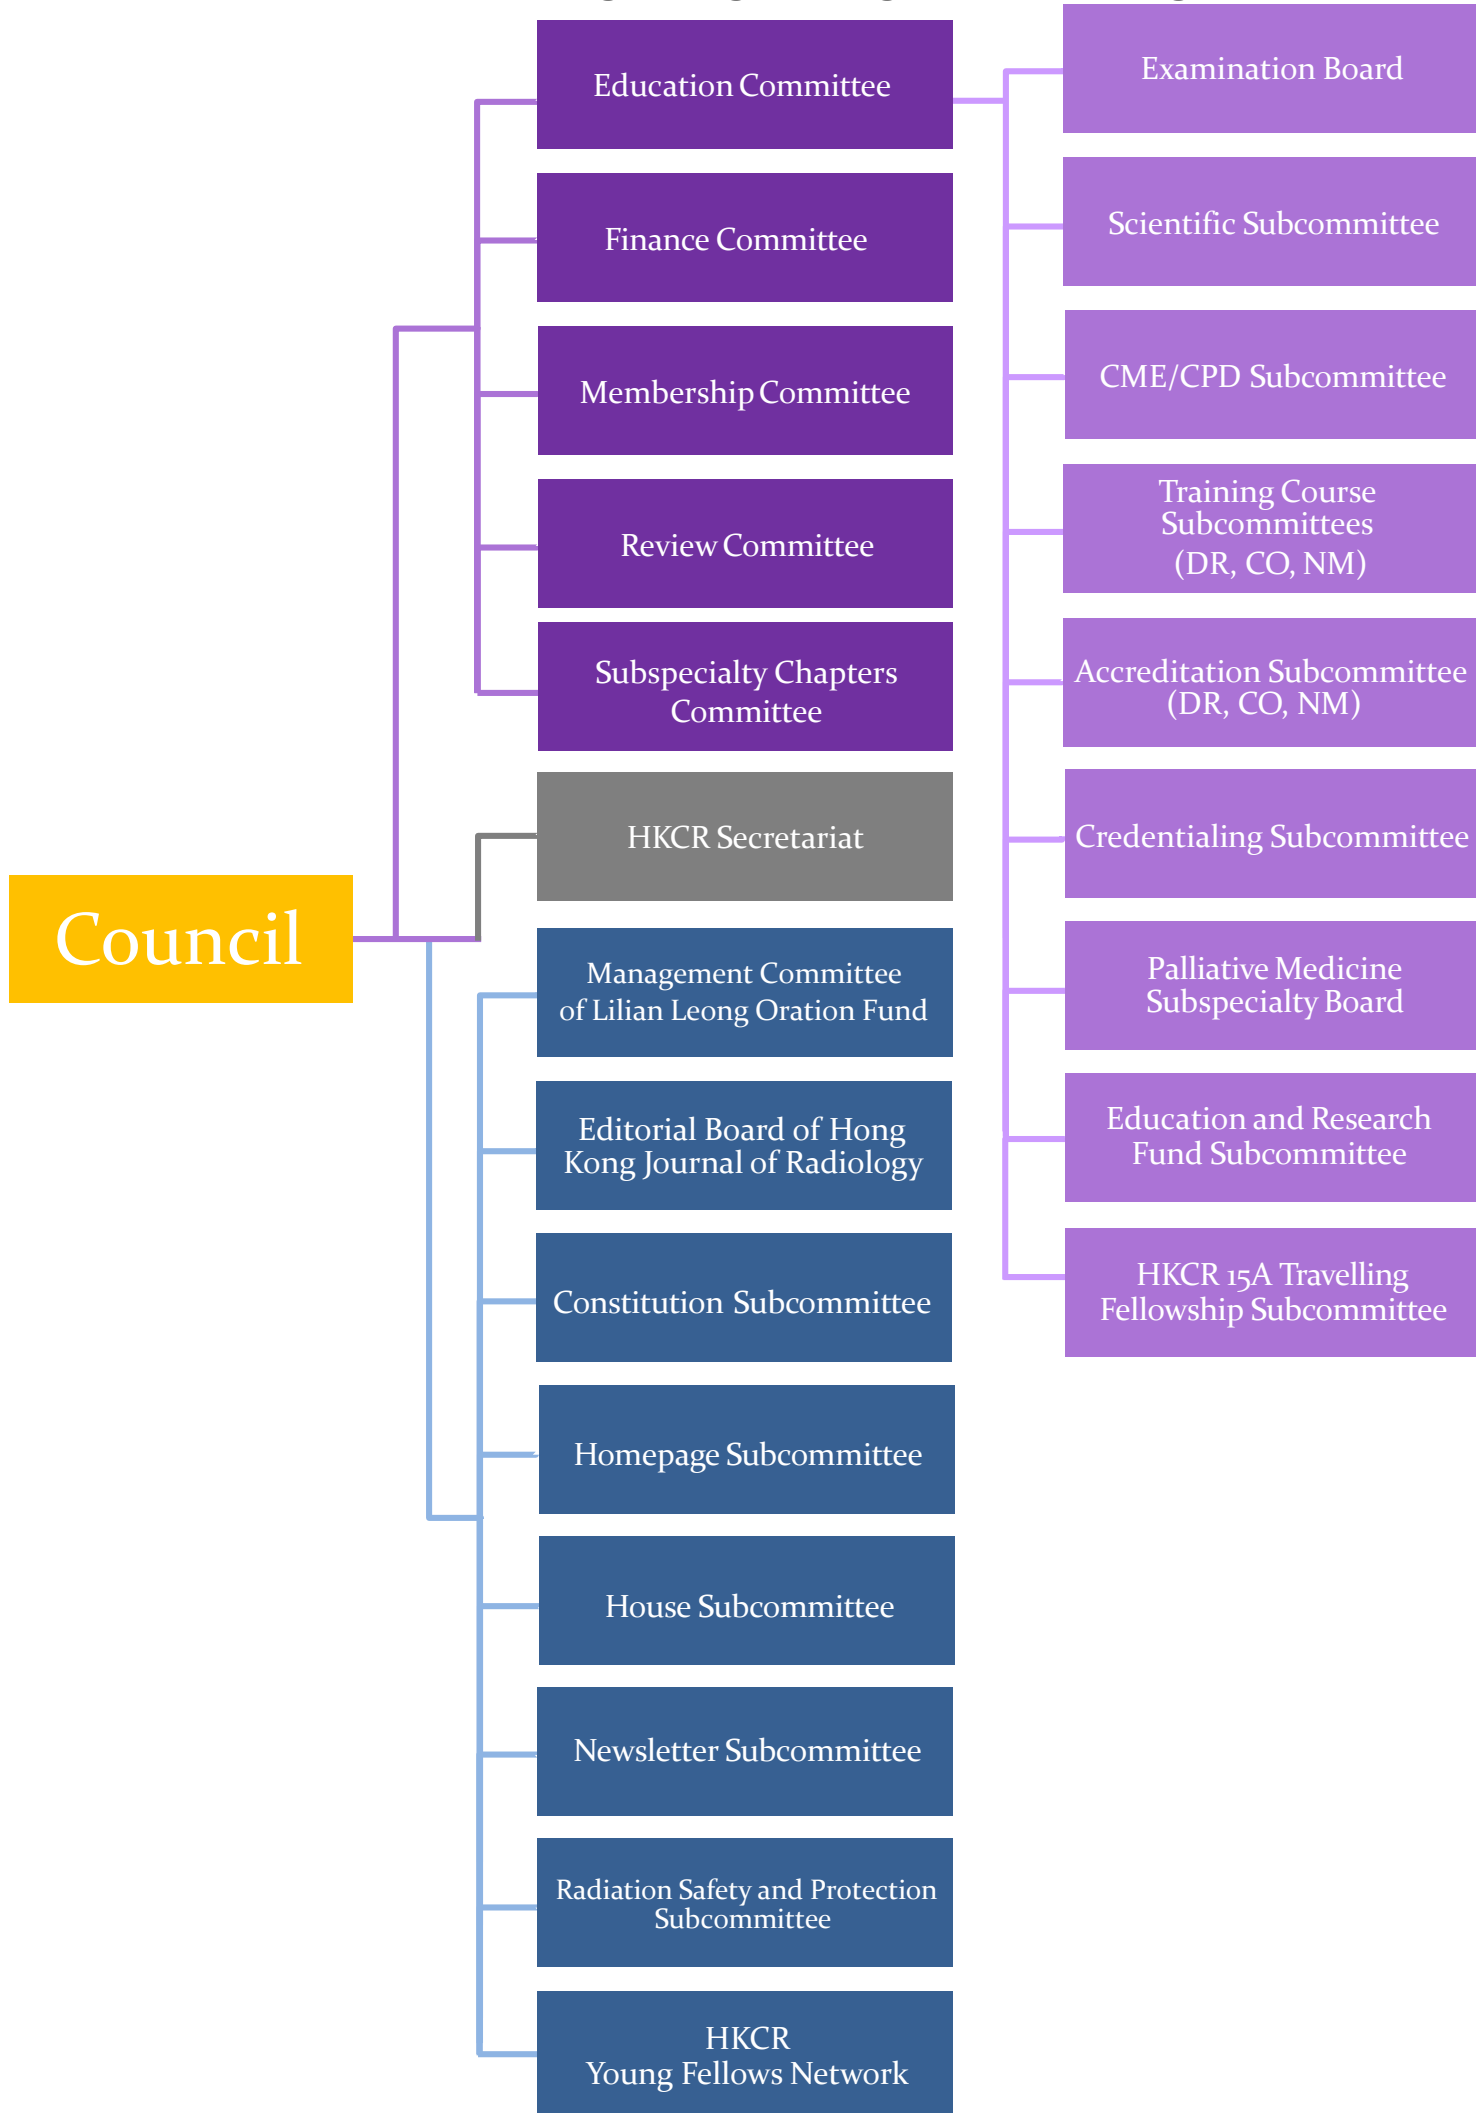 Council
Education Committee
Finance Committee
Membership Committee
Review Committee
Subspecialty Chapters
Committee
HKCR Secretariat
Management Committee
of Lilian Leong Oration Fund
Editorial Board of Hong
Kong Journal of Radiology
Constitution Subcommittee
Homepage Subcommittee
House Subcommittee
Newsletter Subcommittee
Radiation Safety and Protection
Subcommittee
HKCR
Young Fellows Network
Examination Board
Scientific Subcommittee
CME/CPD Subcommittee
Training Course
Subcommittees
(DR, CO, NM)
Accreditation Subcommittee
(DR, CO, NM)
Credentialing Subcommittee
Palliative Medicine
Subspecialty Board
Education and Research
Fund Subcommittee
HKCR 15A Travelling
Fellowship Subcommittee